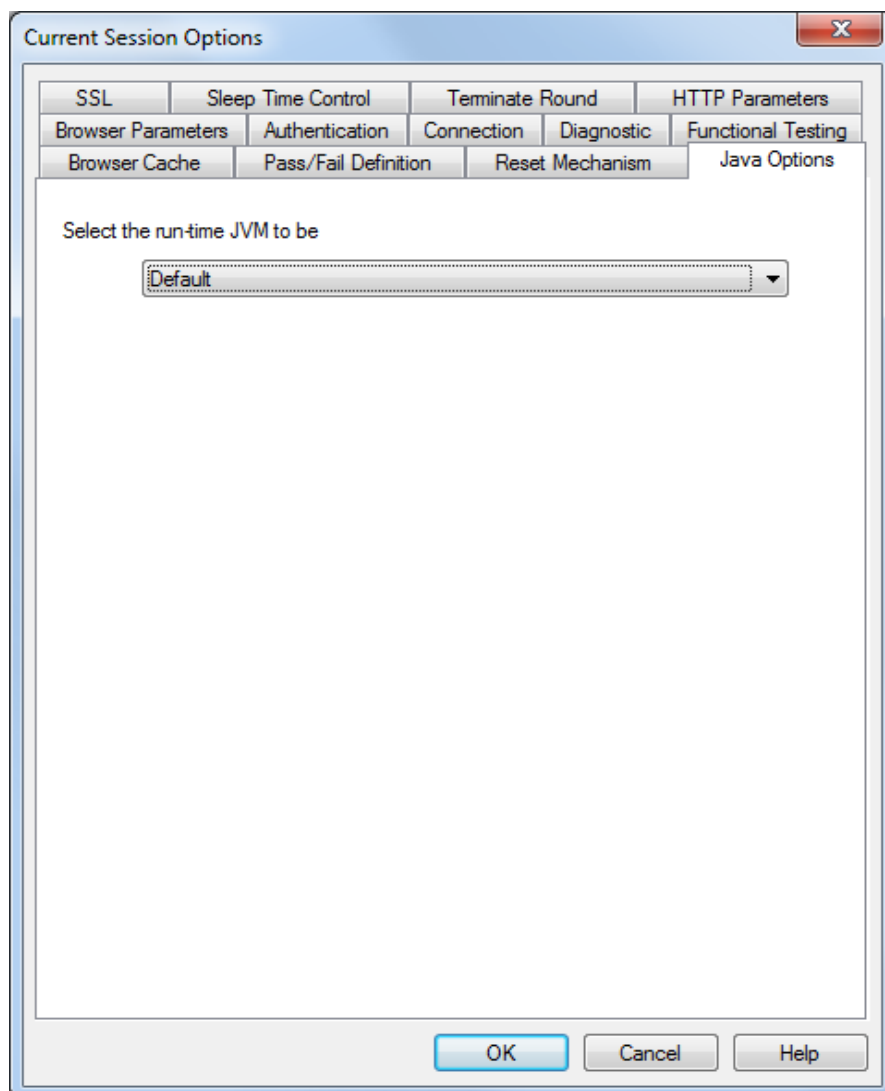 Current Session Options
SSL Sleep Time Control Terminate Round HTTP Parameters
Browser Parameters Authentication Connection Diagnostic Functional Testing
Browser Cache Pass/Fail Definition Reset Mechanism Java Options
Select the run-time JVM to be
Default
OK Cancel Help